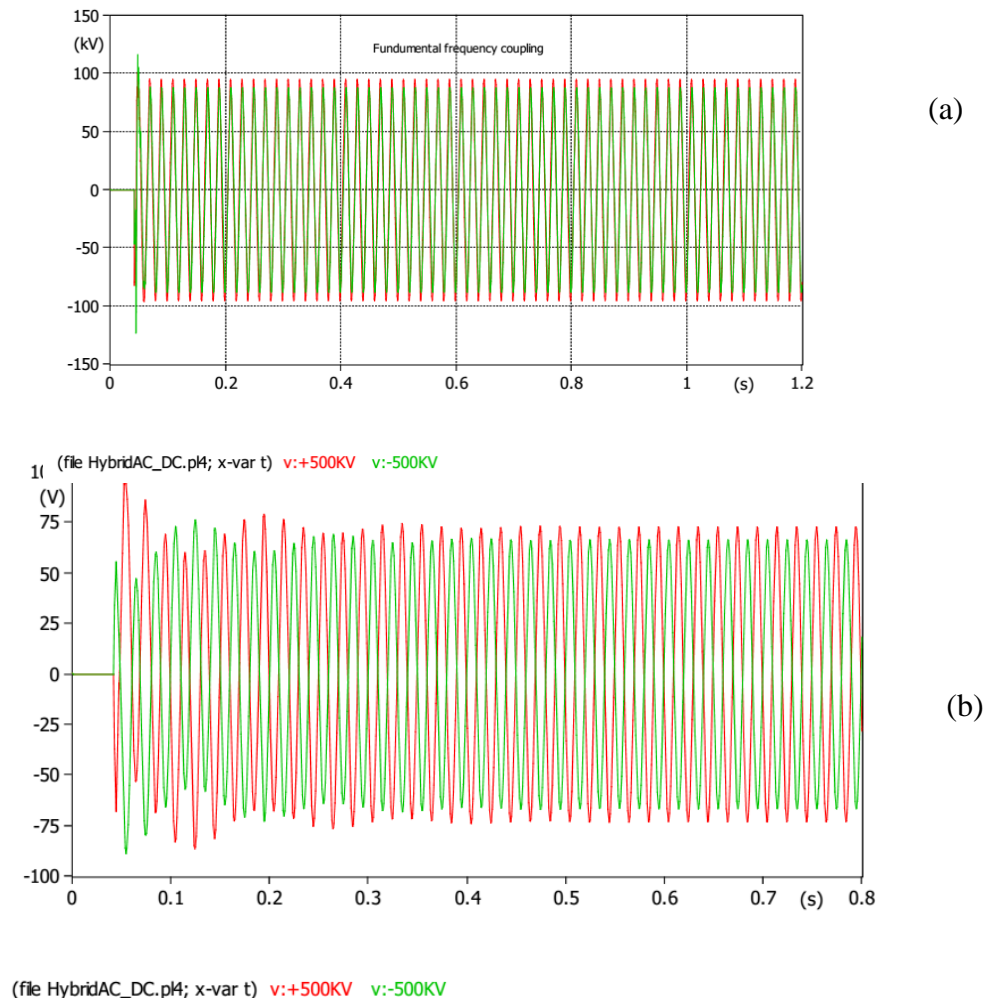 150
(kV)
Fundumental frequency coupling
100
(a)
50
0
-50
-100
-150
0 0.2 0.4 0.6 0.8 1 (s) 1.2
(file HybridAC_DC.pl4; x-var t) v:+500KV v:-500KV
(V)
75
50
25
0
(b)
-25
-50
-75
-100
0 0.1 0.2 0.3 0.4 0.5 0.6 0.7 (s) 0.8
(file HybridAC_DC.pl4; x-var t) v:+500KV v:-500KV